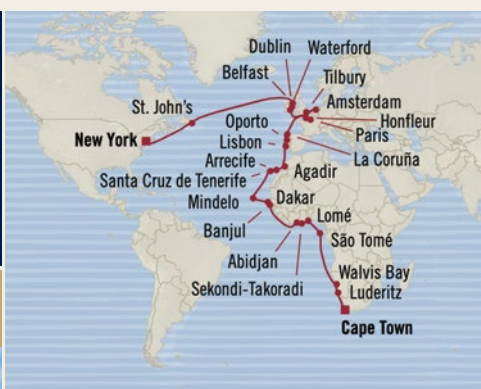 Dublin
Waterford
Belfast
Tilbury
St. John's
Amsterdam
Oporto
Honfleur
New York
Lisbon
Paris
Arrecife
La Coruña
Santa Cruz de Tenerife
Agadir
Mindelo
Dakar
Banjul
Lomé
Abidjan
São Tomé
Sekondi-Takoradi
Walvis Bay
Luderitz
Cape Town